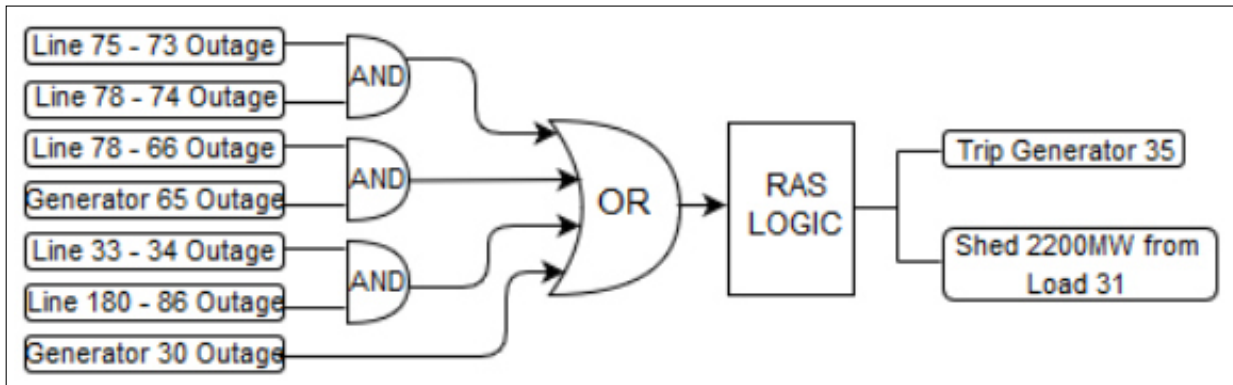 Line 75 - 73 Outage
Line 78 - 74 Outage
AND
Line 78 - 66 Outage
Generator 65 Outage
AND
Line 33 - 34 Outage
Line 180 - 86 Outage
AND
Generator 30 Outage
OR
RAS
LOGIC
Trip Generator 35
Shed 2200MW from
Load 31